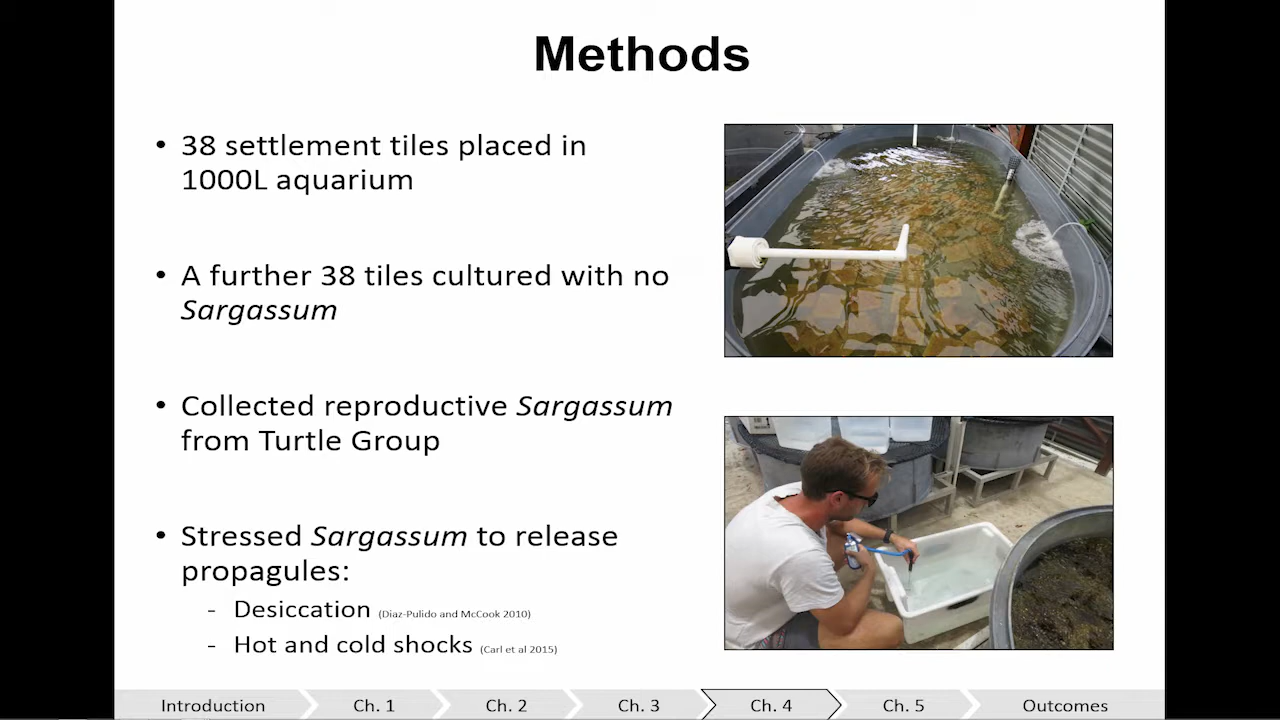 Methods
• 38 settlement tiles placed in
1000L aquarium
• A further 38 tiles cultured with no
Sargassum
• Collected reproductive Sargassum
from Turtle Group
• Stressed Sargassum to release
propagules:
- Desiccation (Diaz-Pulido and McCook 2010)
- Hot and cold shocks (Carl et al 2015)
Introduction Ch. 1 Ch. 2 Ch. 3 Ch. 4 Ch. 5 Outcomes